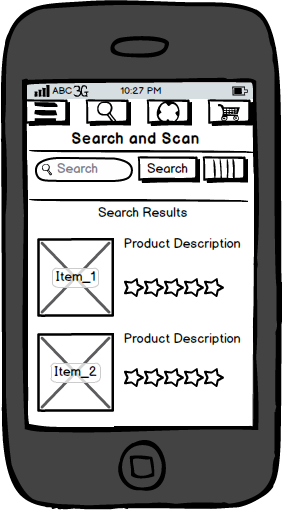 ABC 3G 10:27 PM
Search and Scan
Search Search
Search Results
Product Description
Item_1
Product Description
Item_2